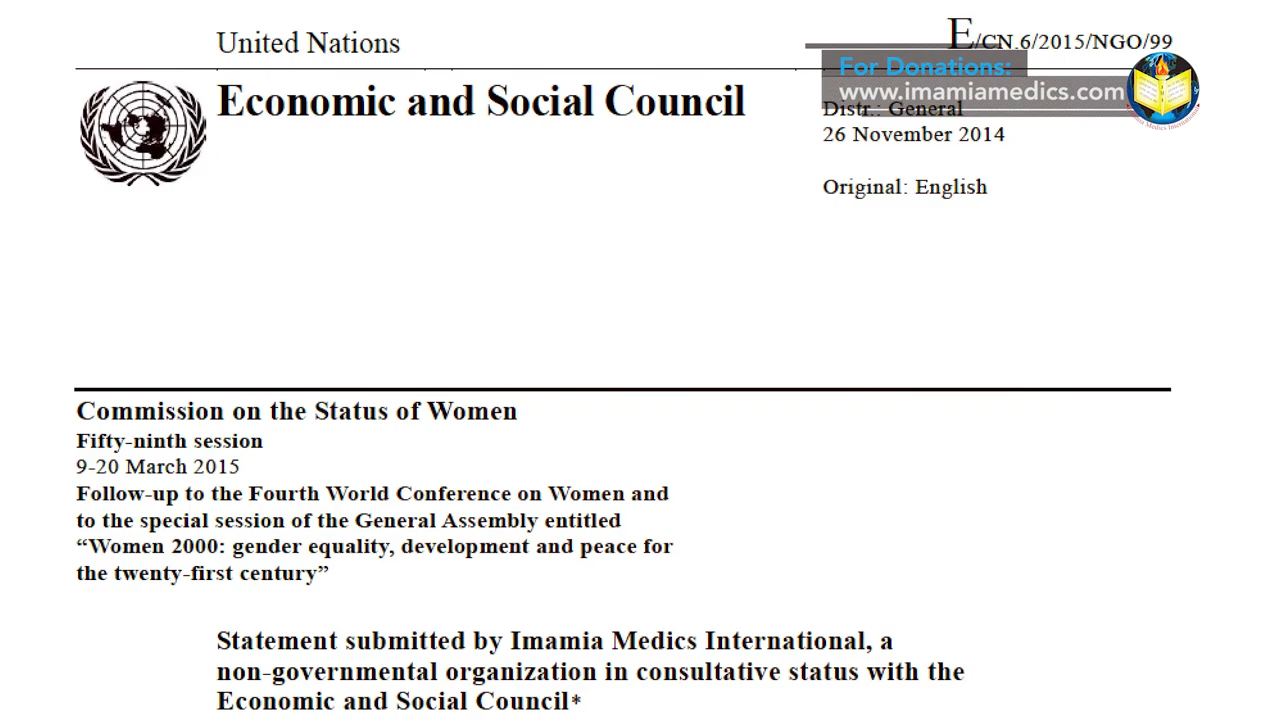 United Nations
E/CN.6/2015/NGO/99
For Donations:
www.imamiamedics.com
Economic and Social Council
Distr.: General
26 November 2014
Original: English
Commission on the Status of Women
Fifty-ninth session
9-20 March 2015
Follow-up to the Fourth World Conference on Women and
to the special session of the General Assembly entitled
“Women 2000: gender equality, development and peace for
the twenty-first century”
Statement submitted by Imamia Medics International, a
non-governmental organization in consultative status with the
Economic and Social Council*